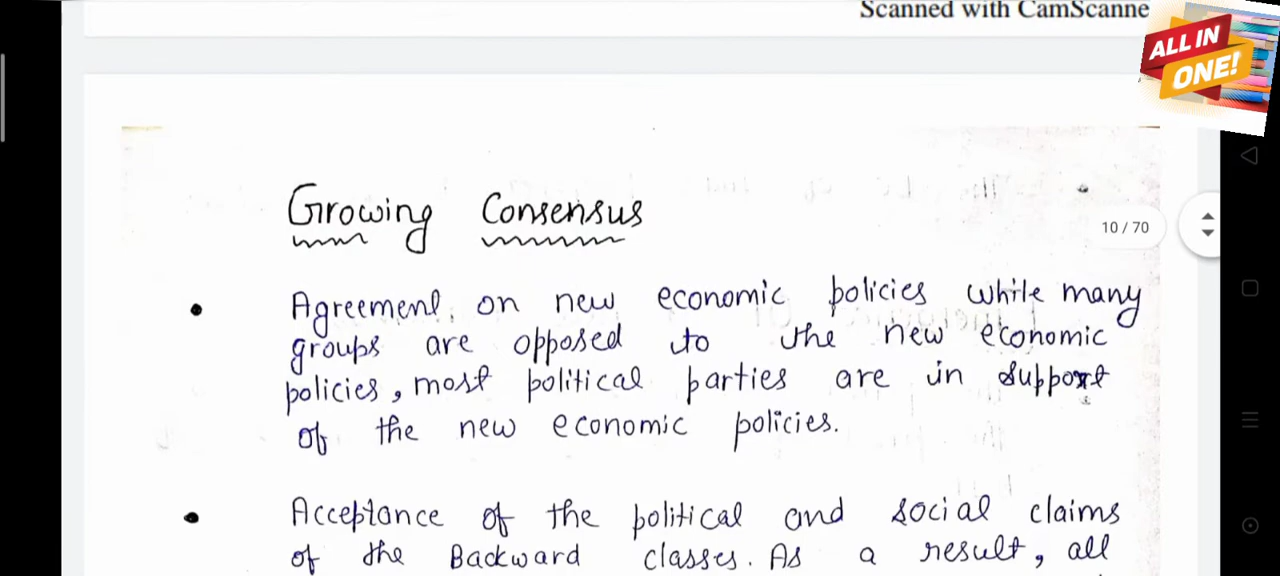 Scanned with CamScanne
ALL IN
ONE!
10 / 70
Growing Consensus
• Agreement on new economic policies while many
groups are opposed to the new economic
policies, most political parties are in support
of the new economic policies.
• Acceptance of the political and social claims
of the Backward classes. As a result, all